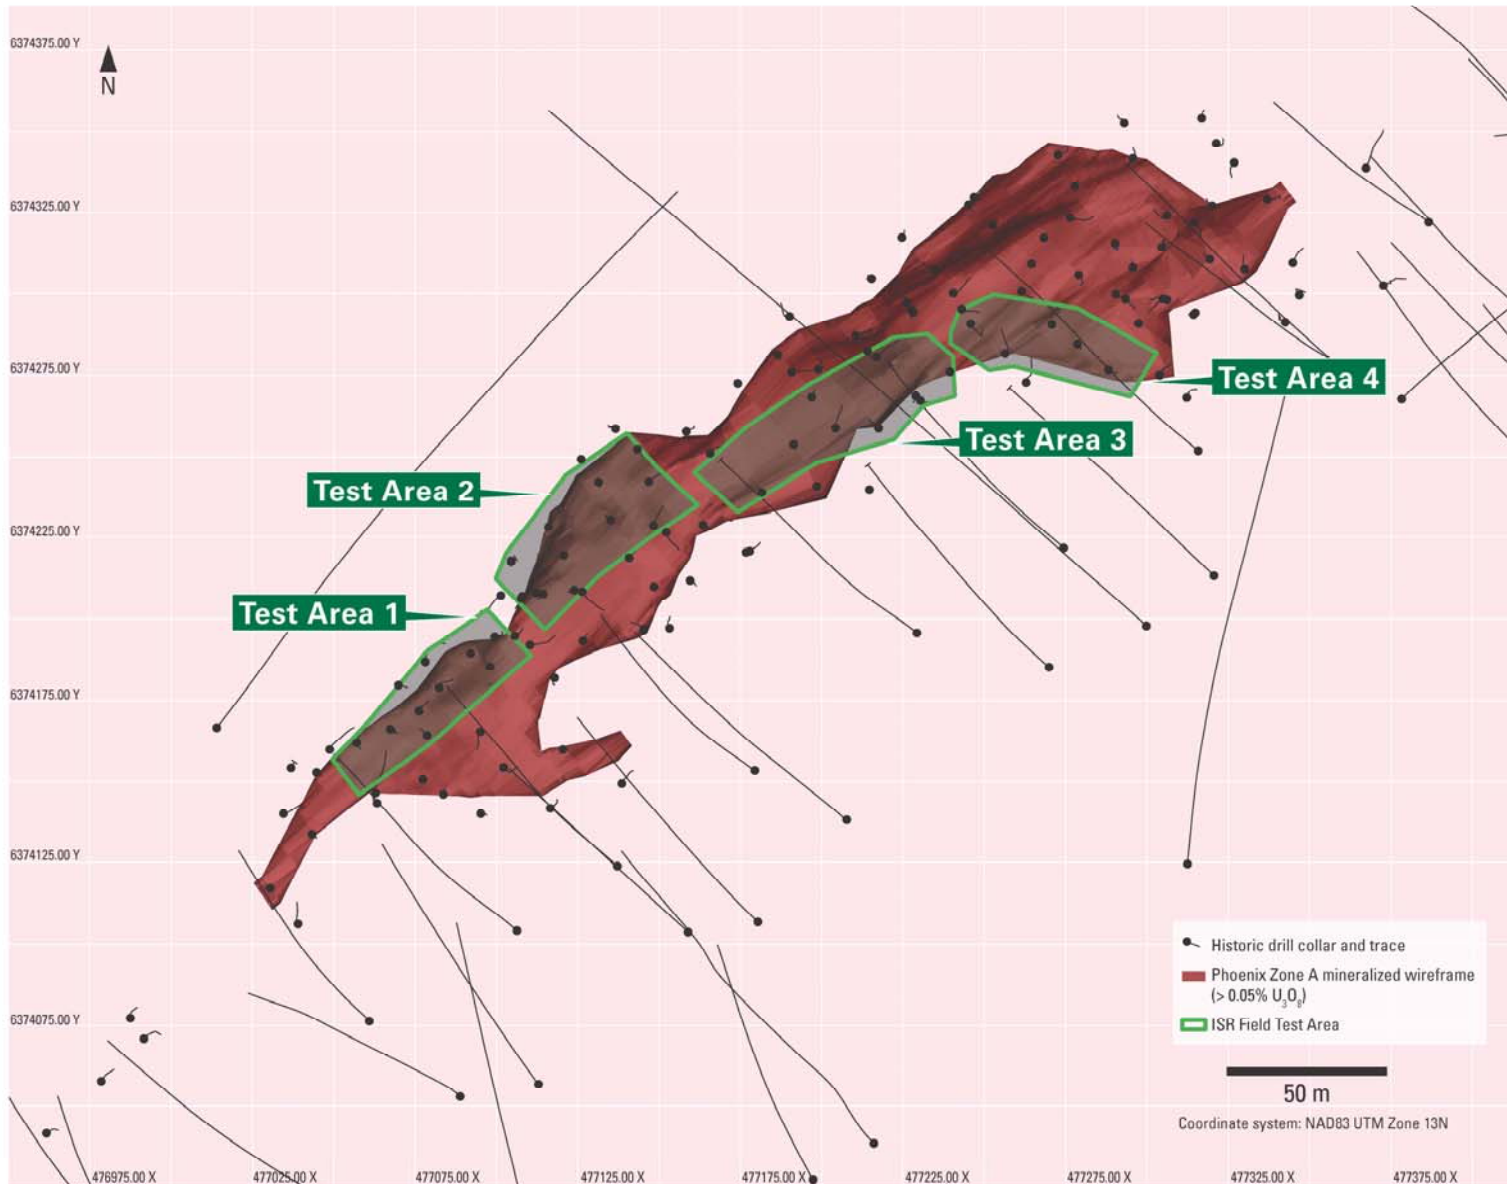 6374375.00 Y
N
6374325.00 Y
6374275.00 Y
Test Area 4
Test Area 3
Test Area 2
6374225.00 Y
Test Area 1
6374175.00 Y
6374125.00 Y
Historic drill collar and trace
Phoenix Zone A mineralized wireframe
(> 0.05% U₃O₈)
6374075.00 Y
ISR Field Test Area
50 m
Coordinate system: NAD83 UTM Zone 13N
476975.00 X 477025.00 X 477075.00 X 477125.00 X 477175.00 X 477225.00 X 477275.00 X 477325.00 X 477375.00 X